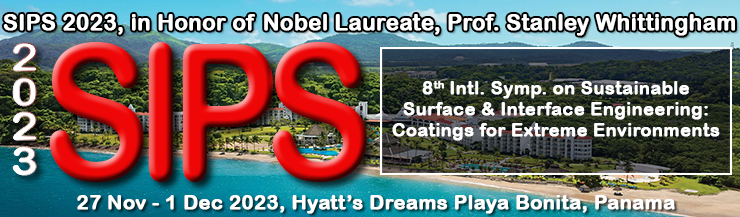 SIPS 2023, in Honor of Nobel Laureate, Prof. Stanley Whittingham
2023
SIPS
8th Intl. Symp. on Sustainable
Surface & Interface Engineering:
Coatings for Extreme Environments
27 Nov - 1 Dec 2023, Hyatt's Dreams Playa Bonita, Panama